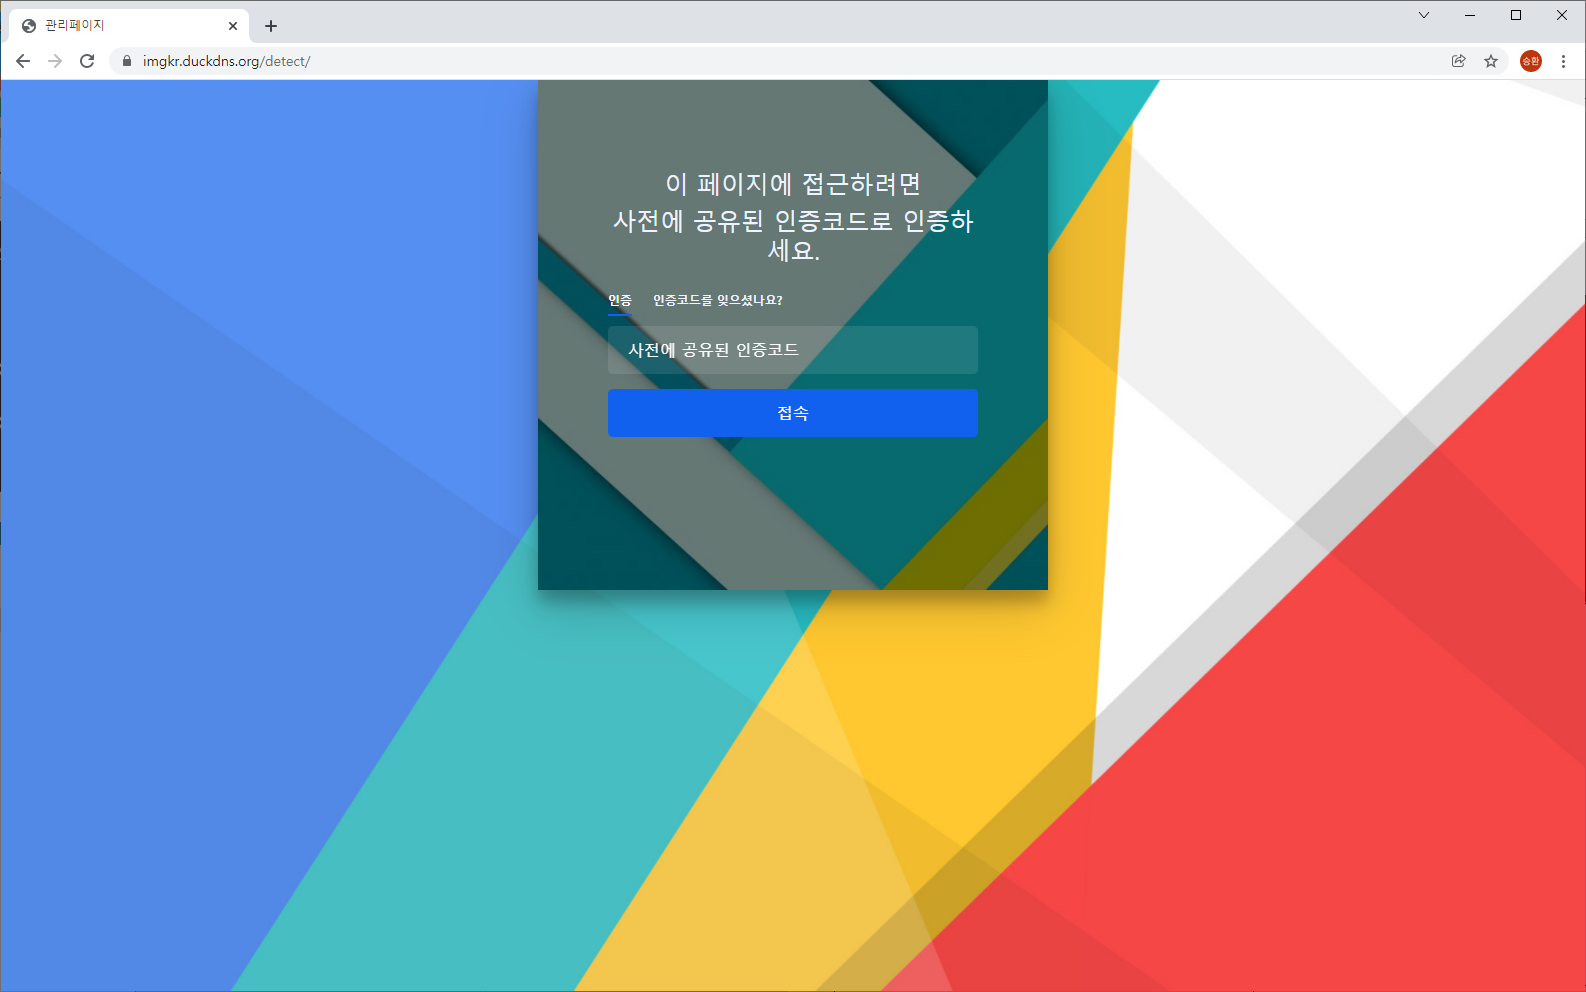 관리페이지
imgkr.duckdns.org/detect/
승환
이 페이지에 접근하려면
사전에 공유된 인증코드로 인증하
세요.
인증 인증코드를 잊으셨나요?
사전에 공유된 인증코드
접속